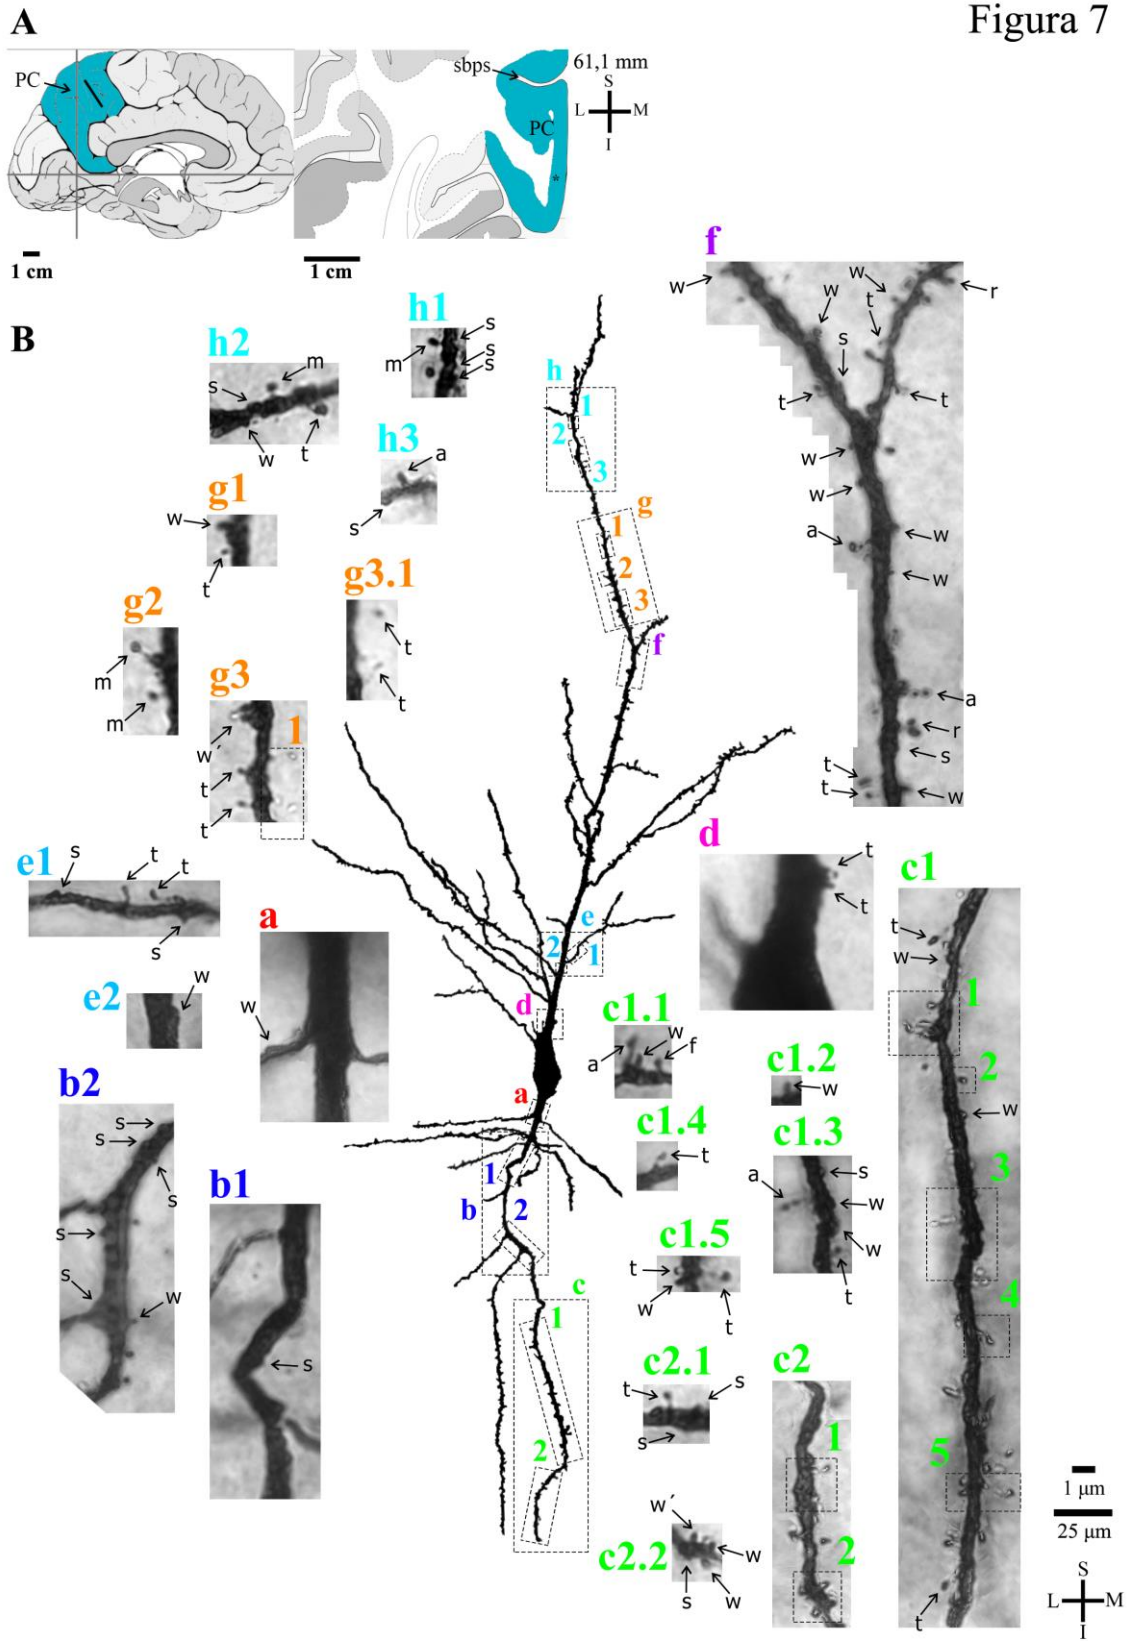 Figura 7
A
PC
sbps
61,1 mm
S
L M
PC
I
*
1 cm
1 cm
B
h1
s
s
s
m
h2
m
s
w
t
h3
a
s
h
1
2
3
g1
w
t
g
1
2
3
g3.1
t
t
g2
m
m
g3
1
w´
t
t
f
f
w
w
w
t
r
s
t
t
w
w
a
w
w
a
r
s
t
t
w
e1
s
t
t
s
a
w
e
2
1
d
d
t
t
c1
t
w
1
2
w
3
4
5
t
e2
w
c1.1
a
w
f
c1.2
w
a
b2
s
s
s
s
s
w
b1
s
1
b
2
c1.4
t
c1.3
a
s
w
w
t
c1.5
t
w
t
c
1
2
c2.1
t
s
s
c2
1
2
w´
c2.2
w
s
w
1 µm
25 µm
S
L M
I